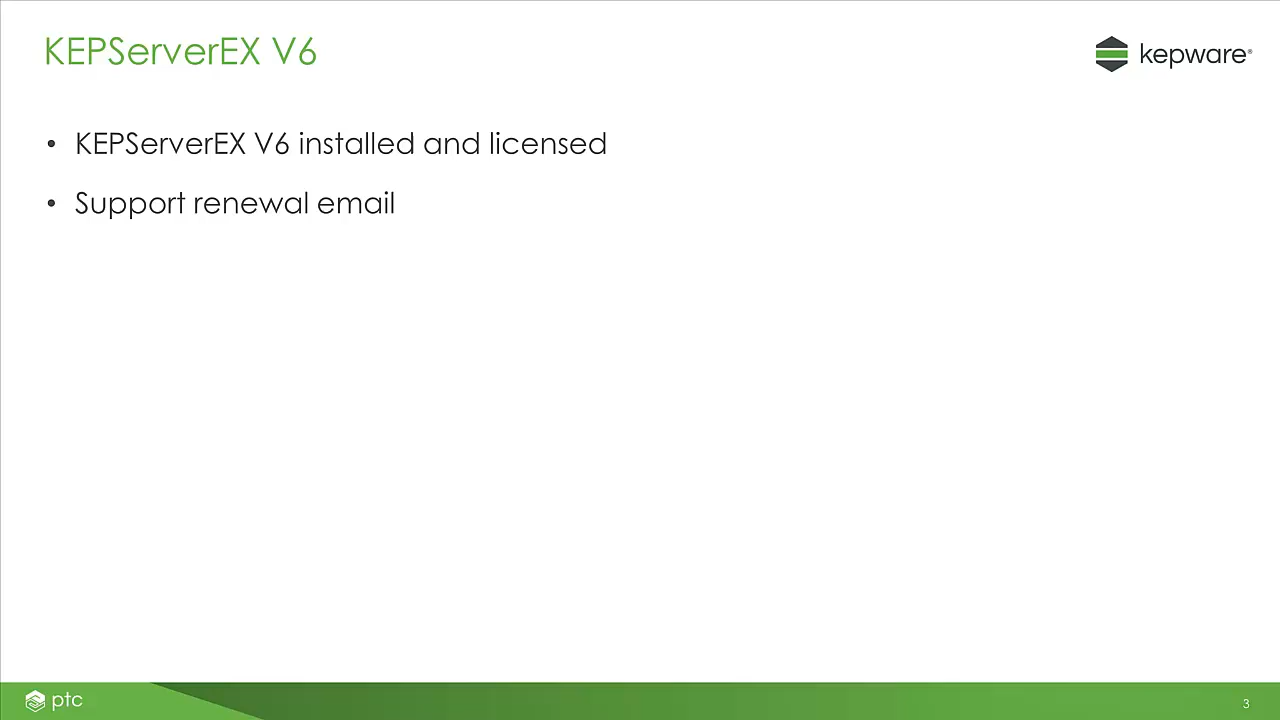 KEPServerEX V6
kepware®
• KEPServerEX V6 installed and licensed
• Support renewal email
ptc
3